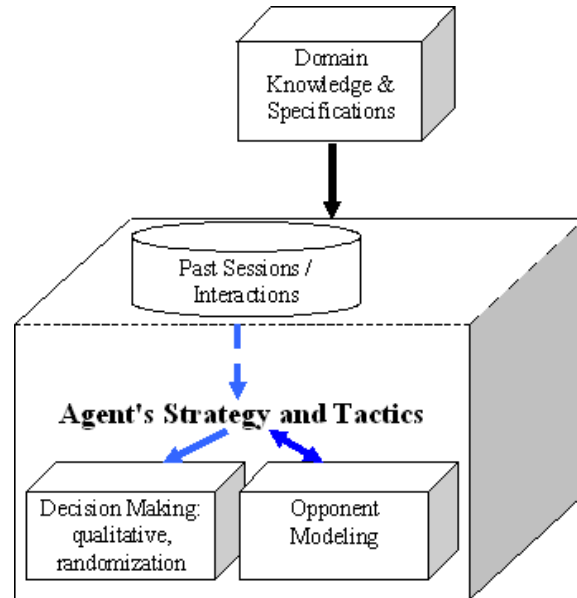 Domain
Knowledge &
Specifications
Past Sessions /
Interactions
Agent's Strategy and Tactics
Decision Making:
qualitative,
randomization
Opponent
Modeling